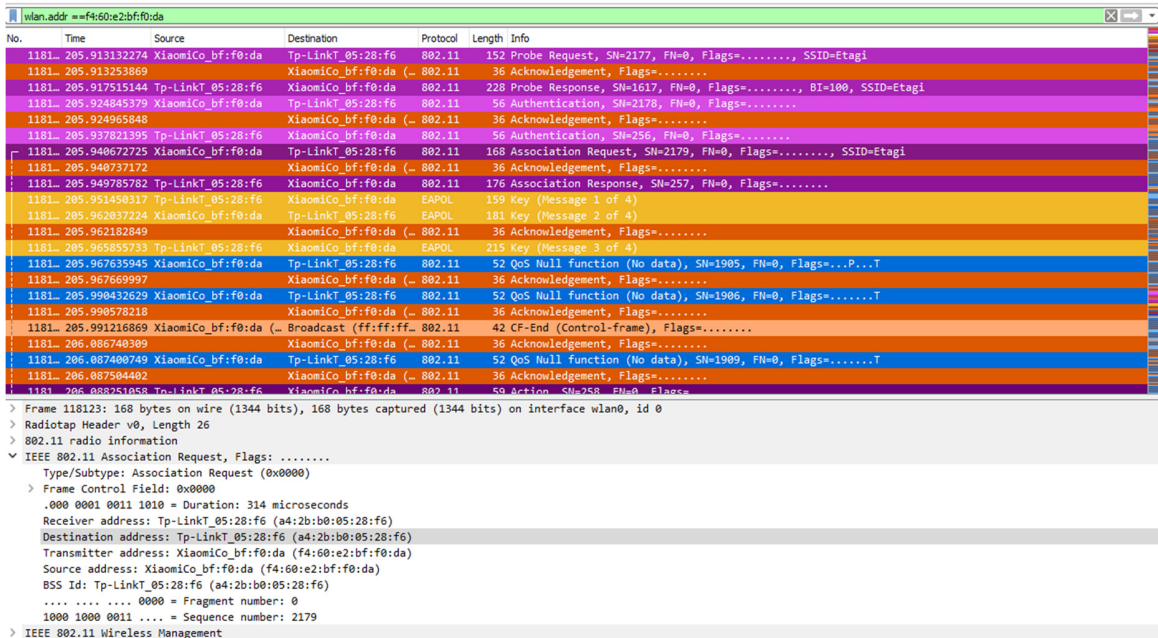 wlan.addr ==f4:60:e2:bf:f0:da
No. Time Source Destination Protocol Length Info
1181… 205.913132274 XiaomiCo_bf:f0:da Tp-LinkT_05:28:f6 802.11 152 Probe Request, SN=2177, FN=0, Flags=........, SSID=Etagi
1181… 205.913253869 XiaomiCo_bf:f0:da (… 802.11 36 Acknowledgement, Flags=........
1181… 205.917515144 Tp-LinkT_05:28:f6 XiaomiCo_bf:f0:da 802.11 228 Probe Response, SN=1617, FN=0, Flags=........, BI=100, SSID=Etagi
1181… 205.924845379 XiaomiCo_bf:f0:da Tp-LinkT_05:28:f6 802.11 56 Authentication, SN=2178, FN=0, Flags=........
1181… 205.924965848 XiaomiCo_bf:f0:da (… 802.11 36 Acknowledgement, Flags=........
1181… 205.937821395 Tp-LinkT_05:28:f6 XiaomiCo_bf:f0:da 802.11 56 Authentication, SN=256, FN=0, Flags=........
1181… 205.940672725 XiaomiCo_bf:f0:da Tp-LinkT_05:28:f6 802.11 168 Association Request, SN=2179, FN=0, Flags=........, SSID=Etagi
1181… 205.940737172 XiaomiCo_bf:f0:da (… 802.11 36 Acknowledgement, Flags=........
1181… 205.949785782 Tp-LinkT_05:28:f6 XiaomiCo_bf:f0:da 802.11 176 Association Response, SN=257, FN=0, Flags=........
1181… 205.951450317 Tp-LinkT_05:28:f6 XiaomiCo_bf:f0:da EAPOL 159 Key (Message 1 of 4)
1181… 205.962037224 XiaomiCo_bf:f0:da Tp-LinkT_05:28:f6 EAPOL 181 Key (Message 2 of 4)
1181… 205.962182849 XiaomiCo_bf:f0:da (… 802.11 36 Acknowledgement, Flags=........
1181… 205.965855733 Tp-LinkT_05:28:f6 XiaomiCo_bf:f0:da EAPOL 215 Key (Message 3 of 4)
1181… 205.967635945 XiaomiCo_bf:f0:da Tp-LinkT_05:28:f6 802.11 52 QoS Null function (No data), SN=1905, FN=0, Flags=...P...T
1181… 205.967669997 XiaomiCo_bf:f0:da (… 802.11 36 Acknowledgement, Flags=........
1181… 205.990432629 XiaomiCo_bf:f0:da Tp-LinkT_05:28:f6 802.11 52 QoS Null function (No data), SN=1906, FN=0, Flags=.......T
1181… 205.990578218 XiaomiCo_bf:f0:da (… 802.11 36 Acknowledgement, Flags=........
1181… 205.991216869 XiaomiCo_bf:f0:da (… Broadcast (ff:ff:ff… 802.11 42 CF-End (Control-frame), Flags=........
1181… 206.086740309 XiaomiCo_bf:f0:da (… 802.11 36 Acknowledgement, Flags=........
1181… 206.087400749 XiaomiCo_bf:f0:da Tp-LinkT_05:28:f6 802.11 52 QoS Null function (No data), SN=1909, FN=0, Flags=.......T
1181… 206.087504402 XiaomiCo_bf:f0:da (… 802.11 36 Acknowledgement, Flags=........
1181… 206.088251058 Tp-LinkT_05:28:f6 XiaomiCo_bf:f0:da 802.11 59 Action, SN=258, FN=0, Flags=
Frame 118123: 168 bytes on wire (1344 bits), 168 bytes captured (1344 bits) on interface wlan0, id 0
Radiotap Header v0, Length 26
802.11 radio information
IEEE 802.11 Association Request, Flags: ........
Type/Subtype: Association Request (0x0000)
Frame Control Field: 0x0000
.000 0001 0011 1010 = Duration: 314 microseconds
Receiver address: Tp-LinkT_05:28:f6 (a4:2b:b0:05:28:f6)
Destination address: Tp-LinkT_05:28:f6 (a4:2b:b0:05:28:f6)
Transmitter address: XiaomiCo_bf:f0:da (f4:60:e2:bf:f0:da)
Source address: XiaomiCo_bf:f0:da (f4:60:e2:bf:f0:da)
BSS Id: Tp-LinkT_05:28:f6 (a4:2b:b0:05:28:f6)
.... .... .... 0000 = Fragment number: 0
1000 1000 0011 .... = Sequence number: 2179
IEEE 802.11 Wireless Management